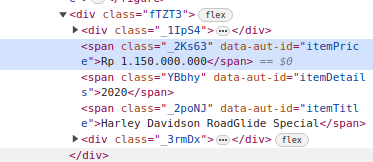 </figure>
▼<div class="fTZT3"> flex
▶<div class="_1IpS4"> … </div>
<span class="_2Ks63" data-aut-id="itemPric
e">Rp 1.150.000.000</span> == $0
<span class="YBbhy" data-aut-id="itemDetail
s">2020</span>
<span class="_2poNJ" data-aut-id="itemTitl
e">Harley Davidson RoadGlide Special</span>
▶<div class="_3rmDx"> … </div> flex
</div>